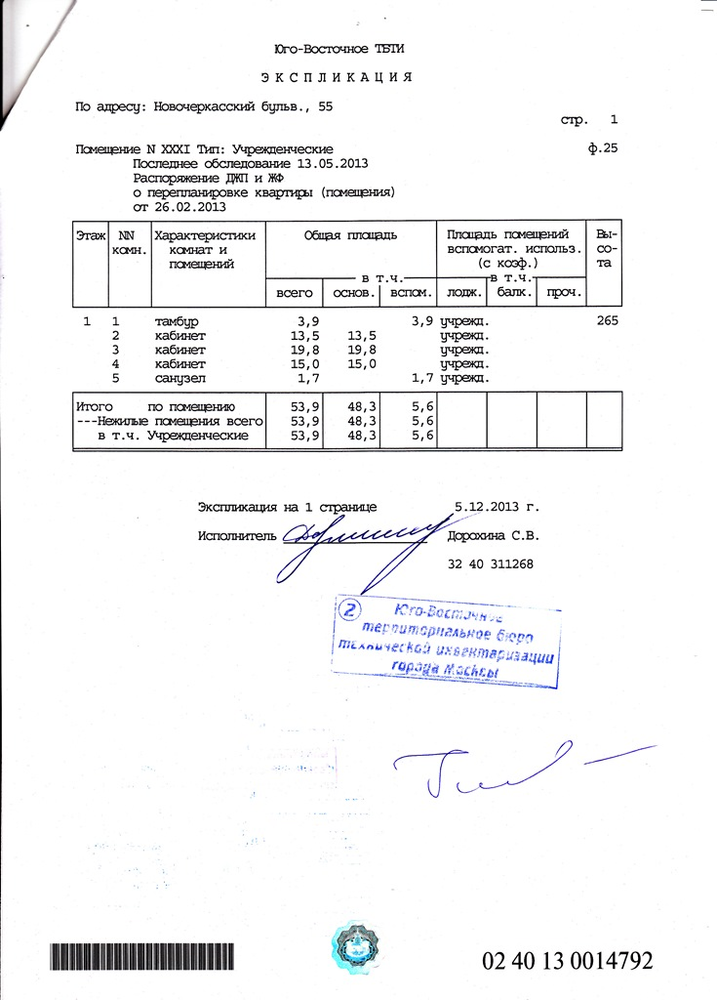 Юго-Восточное ТБТИ
ЭКСПЛИКАЦИЯ
По адресу: Новочеркасский бульв., 55
стр. 1
Помещение N XXXI Тип: Учрежденческие ф.25
Последнее обследование 13.05.2013
Распоряжение ДЖП и ЖФ
о перепланировке квартиры (помещения)
от 26.02.2013
Этаж NN Характеристики Общая площадь Площадь помещений Вы-
комн. комнат и вспомогат. использ. со-
помещений (с коэф.) та
в т.ч. в т.ч.
всего основ. вспом. лодж. балк. проч.
1 1 тамбур 3,9 3,9 учрежд. 265
2 кабинет 13,5 13,5 учрежд.
3 кабинет 19,8 19,8 учрежд.
4 кабинет 15,0 15,0 учрежд.
5 санузел 1,7 1,7 учрежд.
Итого по помещению 53,9 48,3 5,6
---Нежилые помещения всего 53,9 48,3 5,6
в т.ч. Учрежденческие 53,9 48,3 5,6
Экспликация на 1 странице 5.12.2013 г.
Исполнитель Дорохина С.В.
32 40 311268
2 Юго-Восточное
территориальное бюро
технической инвентаризации
города Москвы
02 40 13 0014792